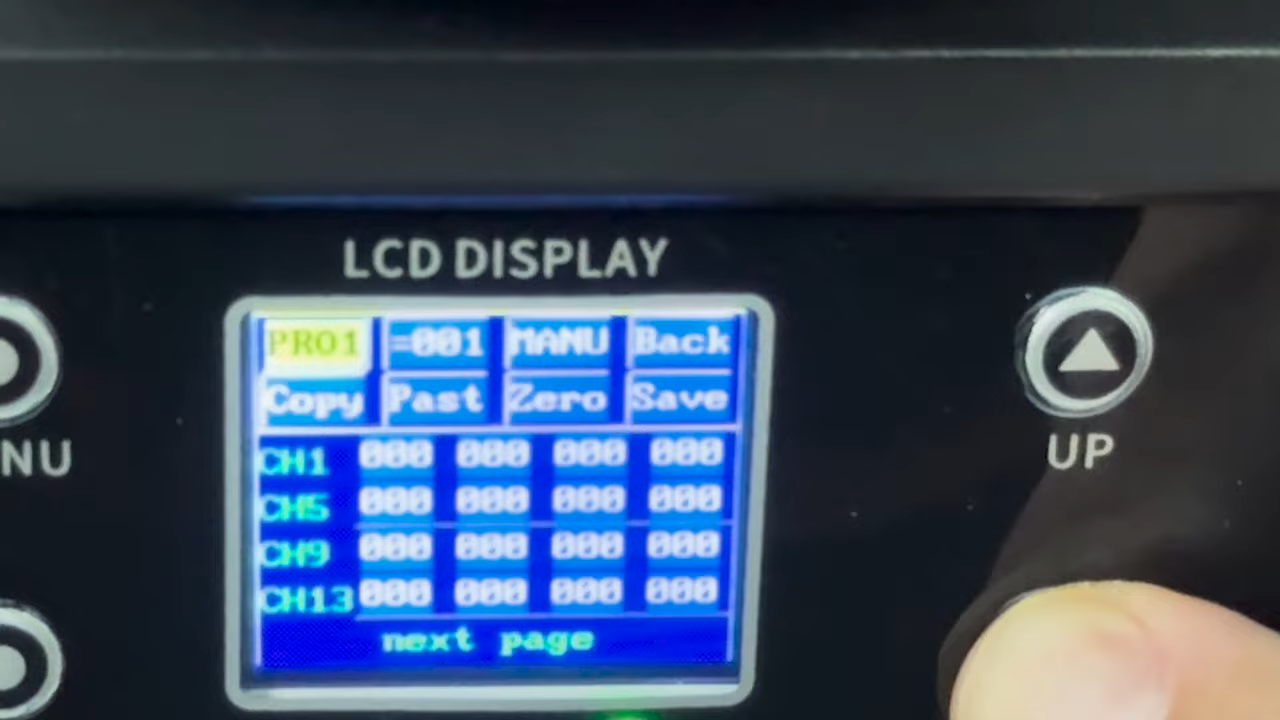 LCD DISPLAY
PRO1 =001 MANU Back
Copy Past Zero Save
CH1 000 000 000 000
CH5 000 000 000 000
CH9 000 000 000 000
CH13 000 000 000 000
next page
NU
UP